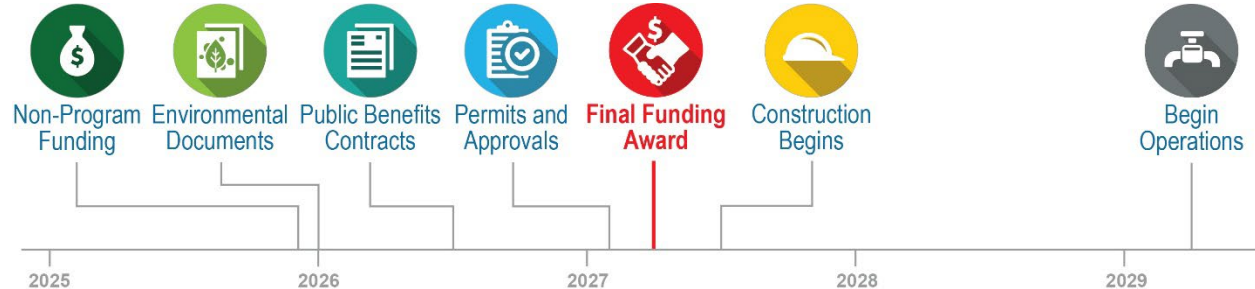 $
$
Non-Program
Funding
Environmental
Documents
Public Benefits
Contracts
Permits and
Approvals
Final Funding
Award
Construction
Begins
Begin
Operations
2025
2026
2027
2028
2029